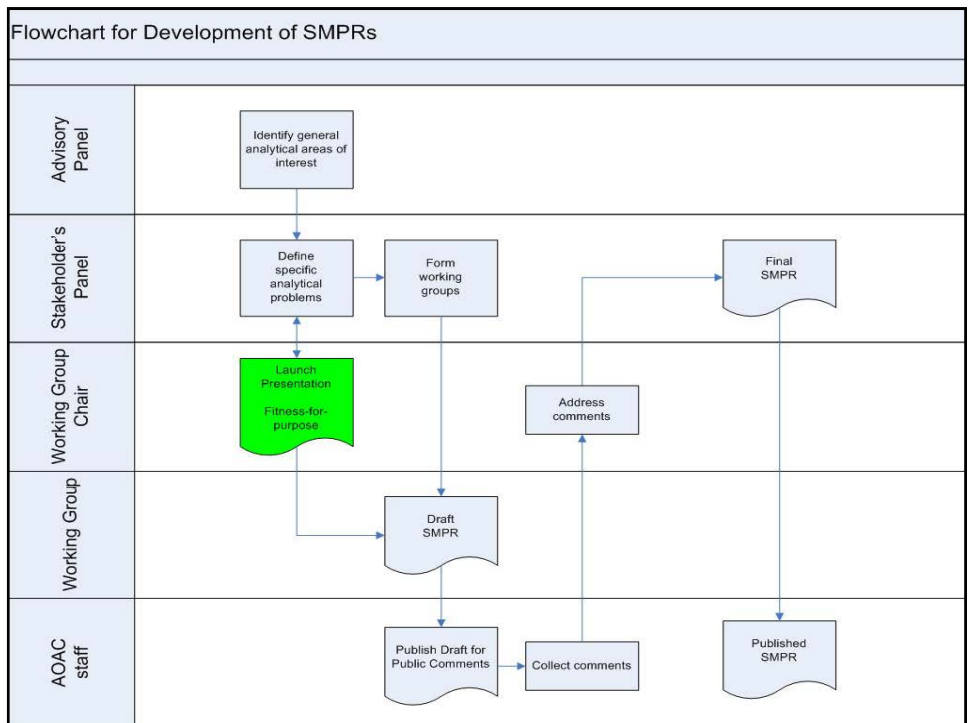 Flowchart for Development of SMPRs
Advisory
Panel
Identify general
analytical areas of
interest
Stakeholder's
Panel
Define
specific
analytical
problems
Form
working
groups
Final
SMPR
Working Group
Chair
Launch
Presentation
Fitness-for-
purpose
Address
comments
Working Group
Draft
SMPR
AOAC
staff
Publish Draft for
Public Comments
Collect comments
Published
SMPR